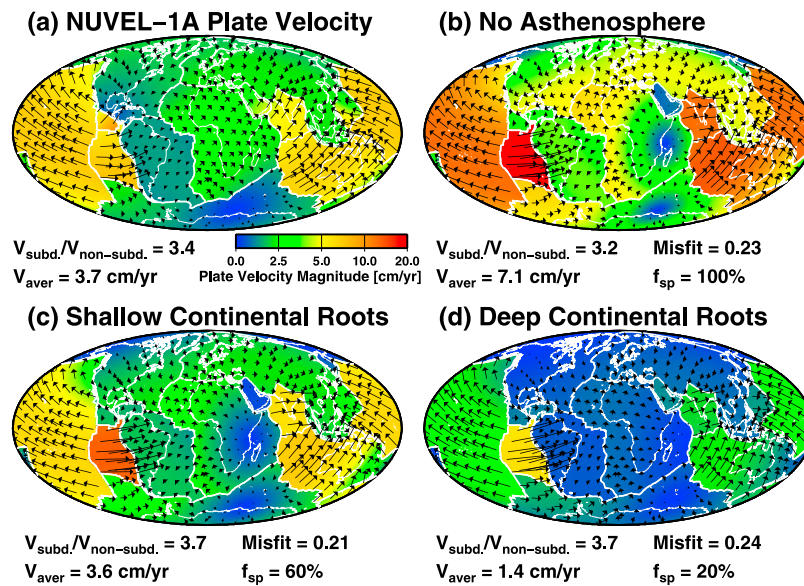 (a) NUVEL-1A Plate Velocity
(b) No Asthenosphere
V_subd./V_non-subd. = 3.4
V_aver = 3.7 cm/yr
0.0 2.5 5.0 10.0 20.0
Plate Velocity Magnitude [cm/yr]
V_subd./V_non-subd. = 3.2 Misfit = 0.23
V_aver = 7.1 cm/yr f_sp = 100%
(c) Shallow Continental Roots
(d) Deep Continental Roots
V_subd./V_non-subd. = 3.7 Misfit = 0.21
V_aver = 3.6 cm/yr f_sp = 60%
V_subd./V_non-subd. = 3.7 Misfit = 0.24
V_aver = 1.4 cm/yr f_sp = 20%